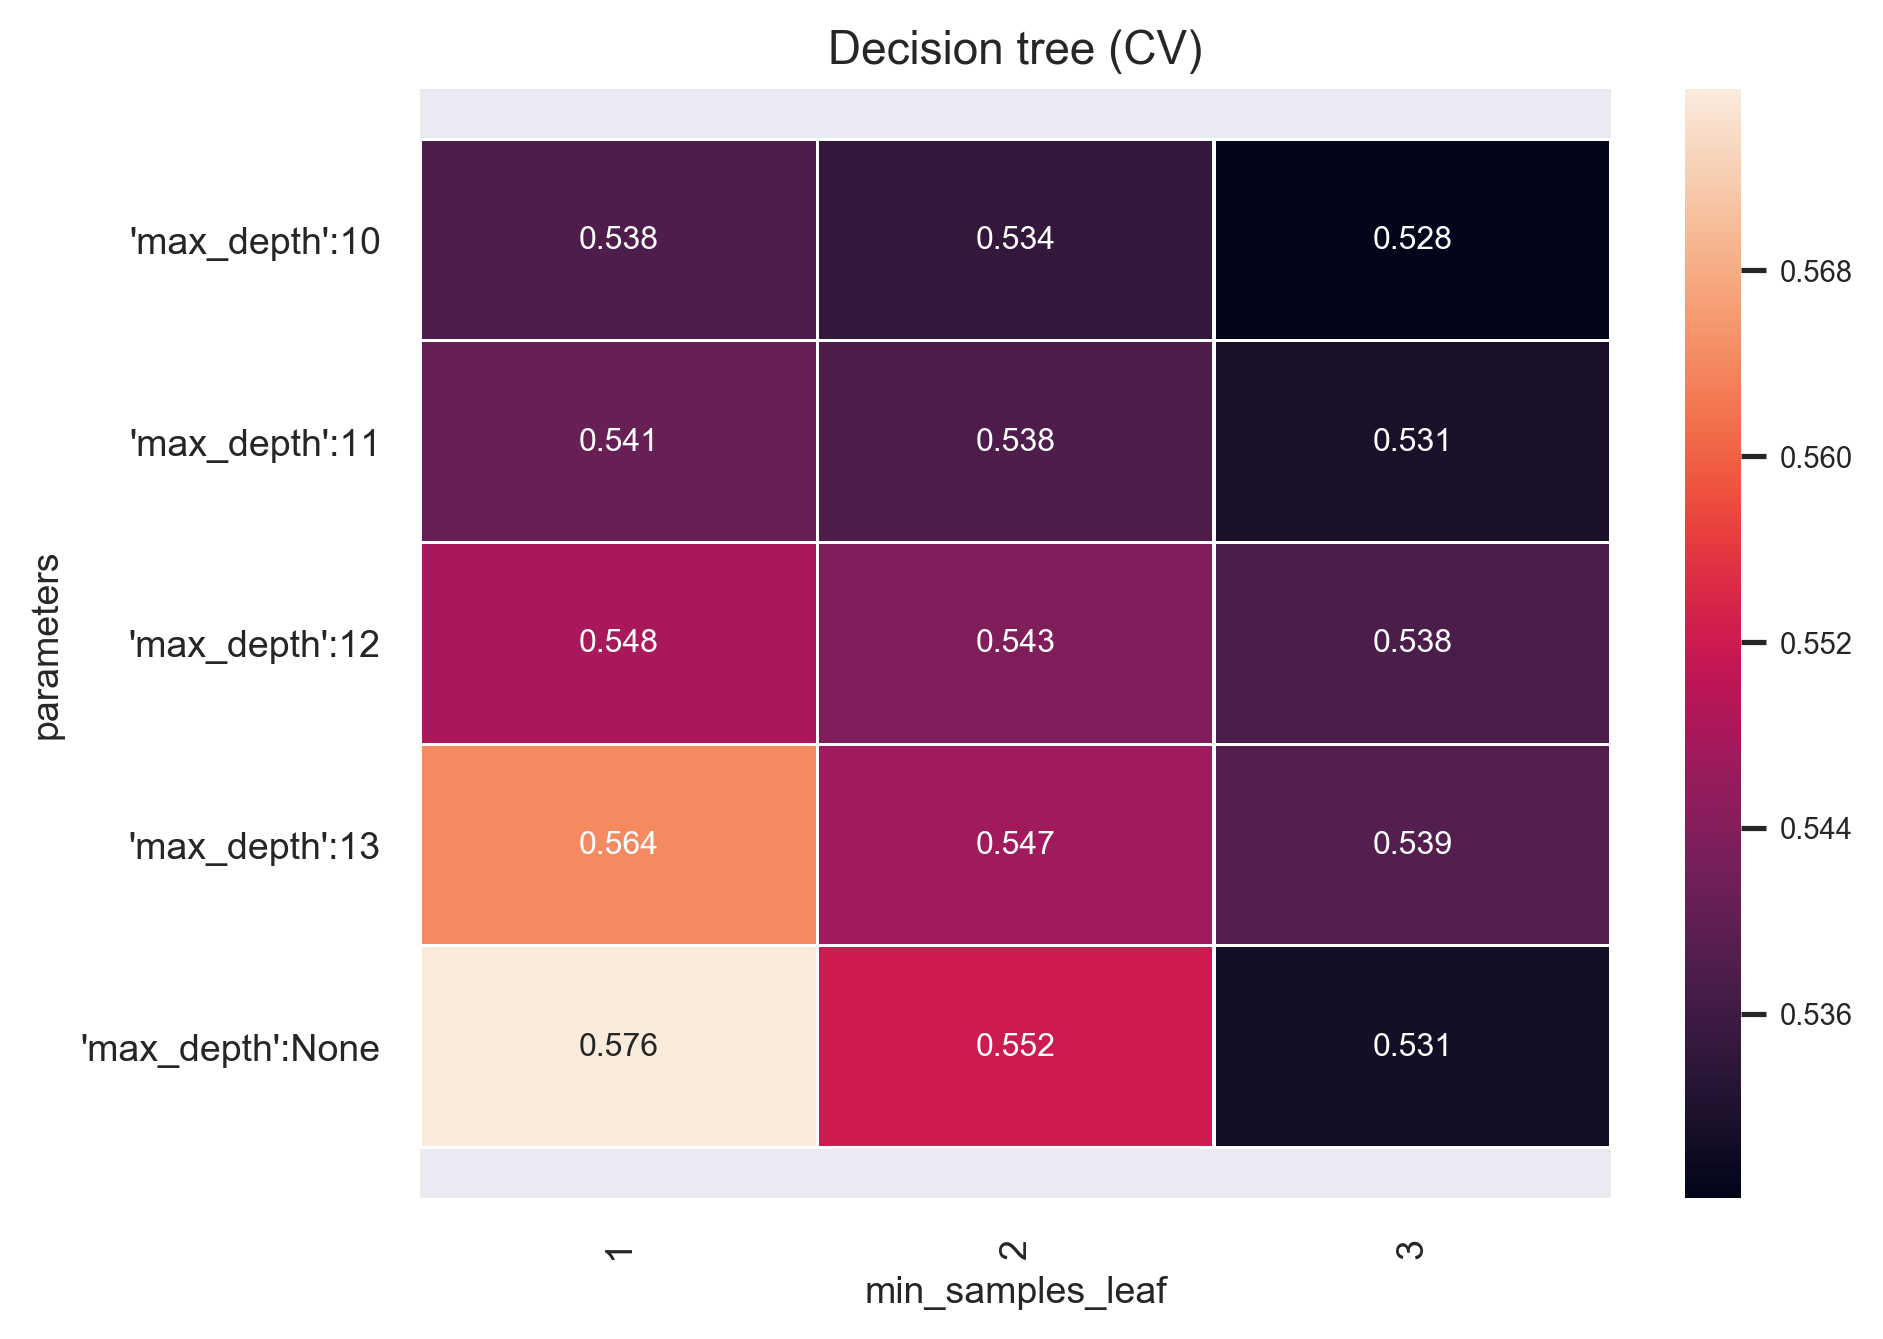 Decision tree (CV)
parameters
'max_depth':10 0.538 0.534 0.528
'max_depth':11 0.541 0.538 0.531
'max_depth':12 0.548 0.543 0.538
'max_depth':13 0.564 0.547 0.539
'max_depth':None 0.576 0.552 0.531
1 2 3
min_samples_leaf
0.568
0.560
0.552
0.544
0.536